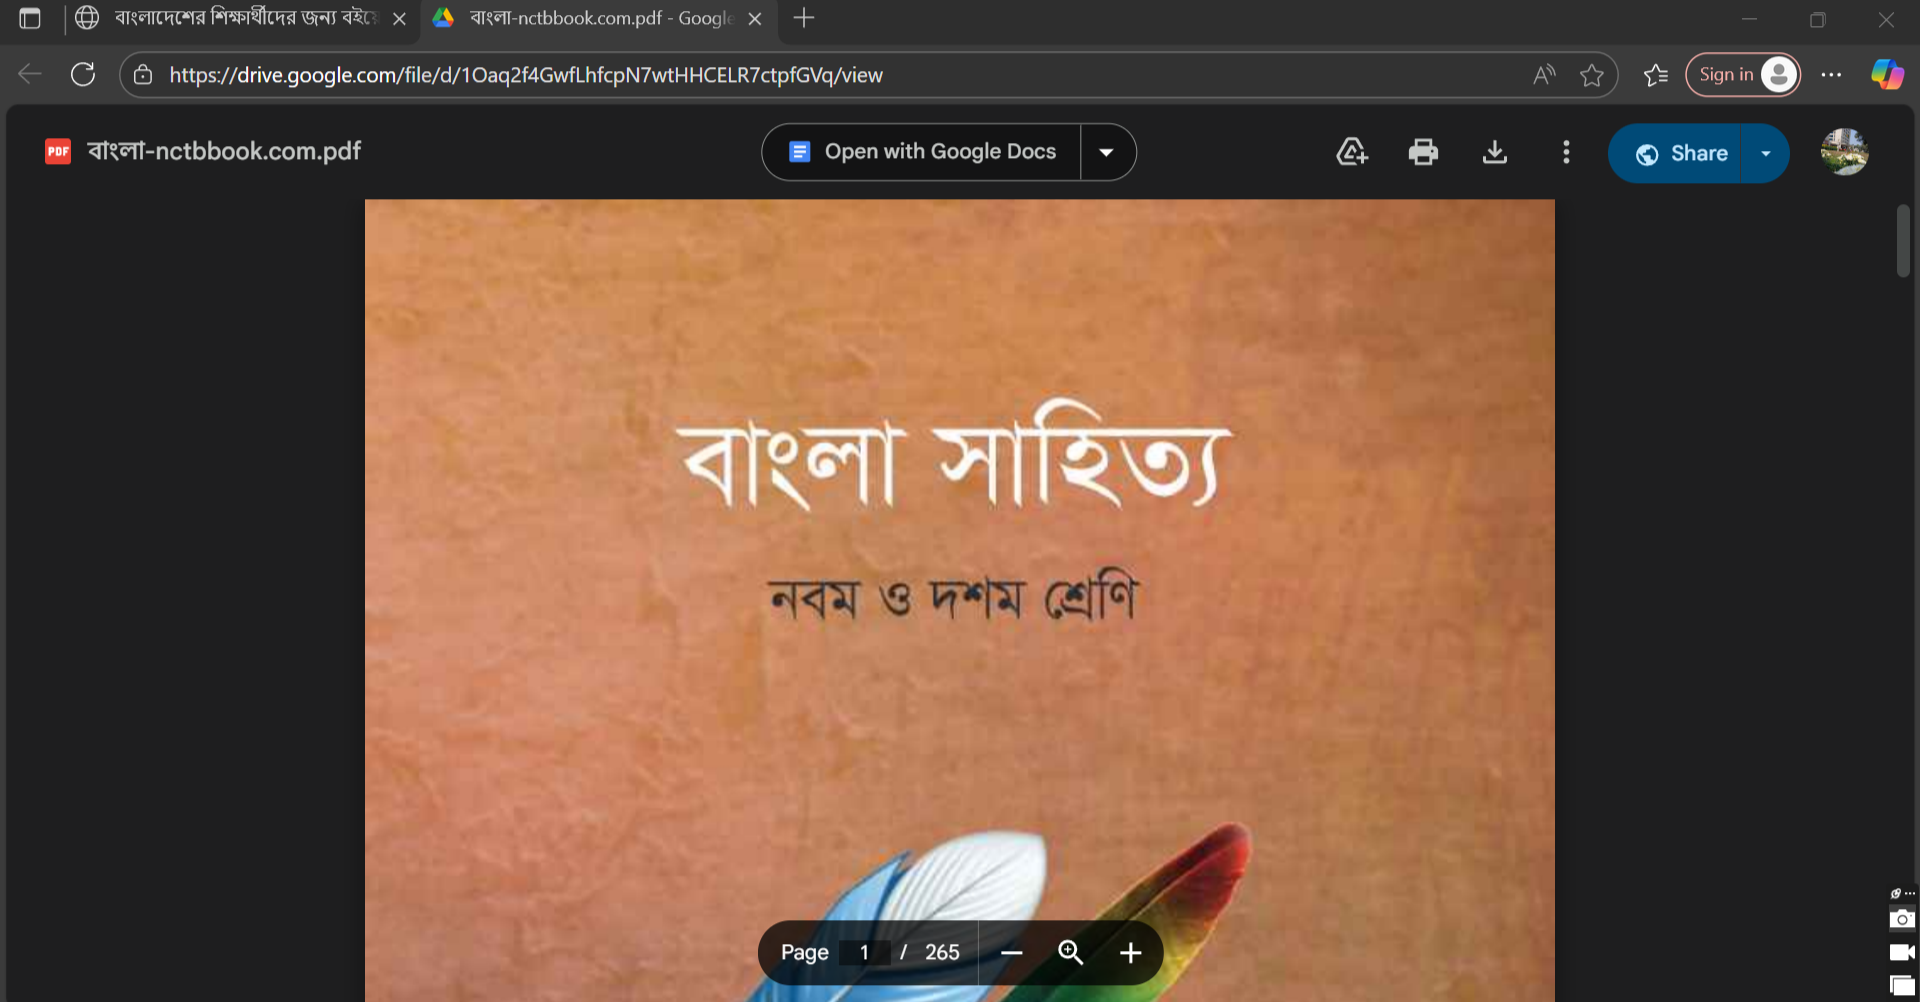 বাংলাদেশের শিক্ষার্থীদের জন্য বইয়ে
বাংলা-nctbbook.com.pdf - Google
https://drive.google.com/file/d/1Oaq2f4GwfLhfcpN7wtHHCELR7ctpfGVq/view
Sign in
PDF বাংলা-nctbbook.com.pdf
Open with Google Docs
Share
বাংলা সাহিত্য
নবম ও দশম শ্রেণি
Page 1 / 265